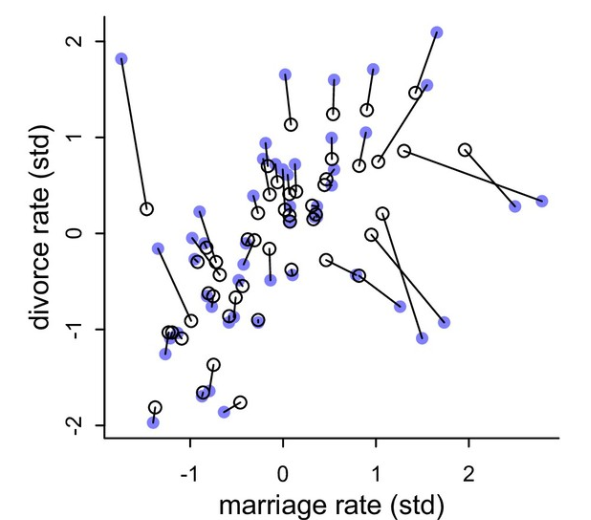 divorce rate (std)
2
1
0
-1
-2
-1 0 1 2
marriage rate (std)